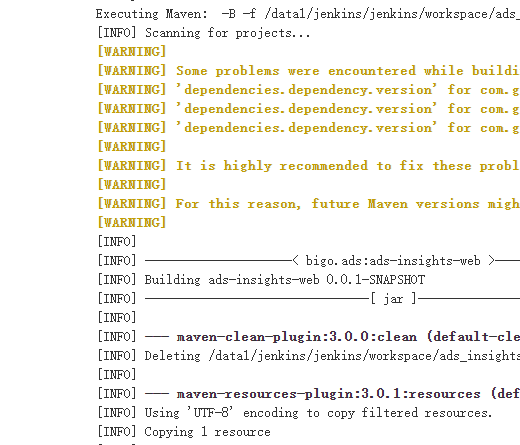 Executing Maven:  -B -f /data1/jenkins/jenkins/workspace/ads_
[INFO] Scanning for projects...
[WARNING]
[WARNING] Some problems were encountered while buildi
[WARNING] 'dependencies.dependency.version' for com.g
[WARNING] 'dependencies.dependency.version' for com.g
[WARNING] 'dependencies.dependency.version' for com.g
[WARNING]
[WARNING] It is highly recommended to fix these probl
[WARNING]
[WARNING] For this reason, future Maven versions migh
[WARNING]
[INFO]
[INFO] ---------------------< bigo.ads:ads-insights-web >---
[INFO] Building ads-insights-web 0.0.1-SNAPSHOT
[INFO] --------------------------------[ jar ]---------------
[INFO]
[INFO] --- maven-clean-plugin:3.0.0:clean (default-cle
[INFO] Deleting /data1/jenkins/jenkins/workspace/ads_insights
[INFO]
[INFO] --- maven-resources-plugin:3.0.1:resources (def
[INFO] Using 'UTF-8' encoding to copy filtered resources.
[INFO] Copying 1 resource